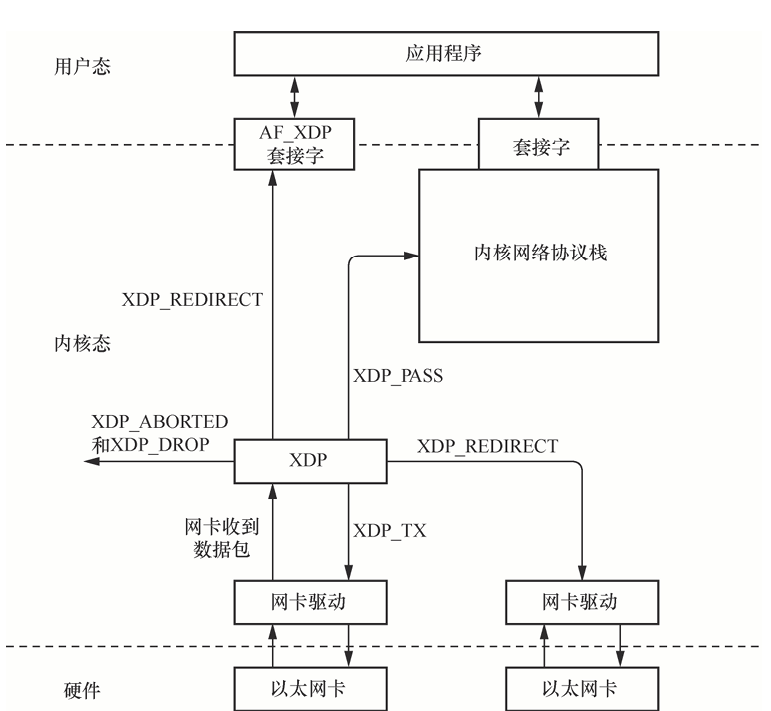 应用程序
用户态
AF_XDP
套接字
套接字
内核网络协议栈
XDP_REDIRECT
内核态
XDP_PASS
XDP_ABORTED
和XDP_DROP
XDP
XDP_REDIRECT
网卡收到
数据包
XDP_TX
网卡驱动
网卡驱动
硬件
以太网卡
以太网卡